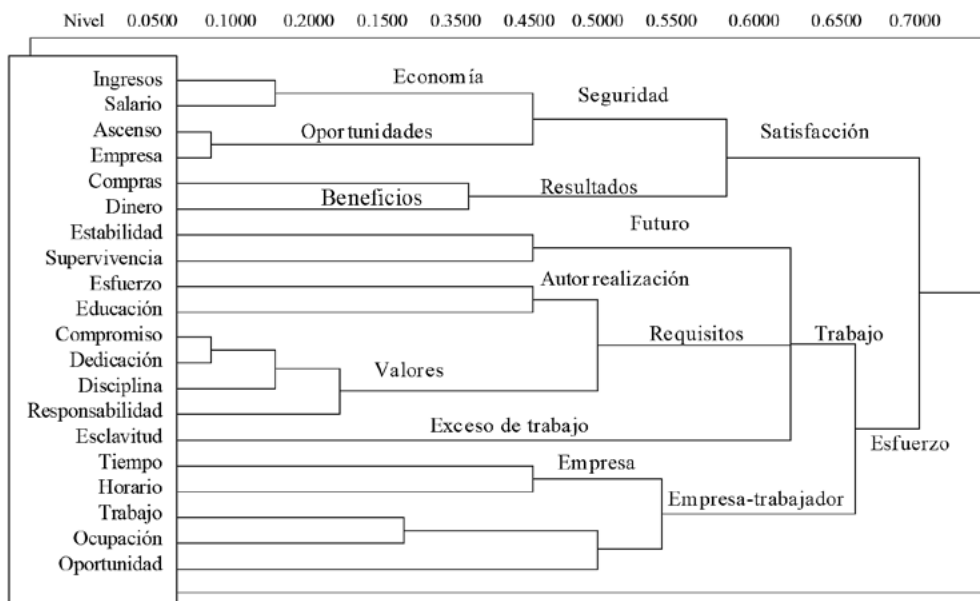 Nivel 0.0500 0.1000 0.2000 0.1500 0.3500 0.4500 0.5000 0.5500 0.6000 0.6500 0.7000
Ingresos
Economía
Salario
Seguridad
Ascenso
Oportunidades
Satisfacción
Empresa
Compras
Resultados
Beneficios
Dinero
Estabilidad
Futuro
Supervivencia
Esfuerzo
Autorrealización
Educación
Compromiso
Requisitos
Trabajo
Dedicación
Valores
Disciplina
Responsabilidad
Exceso de trabajo
Esclavitud
Esfuerzo
Tiempo
Empresa
Horario
Empresa-trabajador
Trabajo
Ocupación
Oportunidad